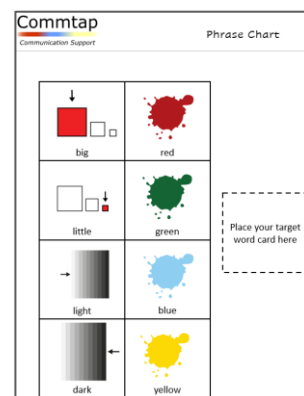 Commtap
Communication Support
Phrase Chart
big
red
little
green
Place your target
word card here
light
blue
dark
yellow